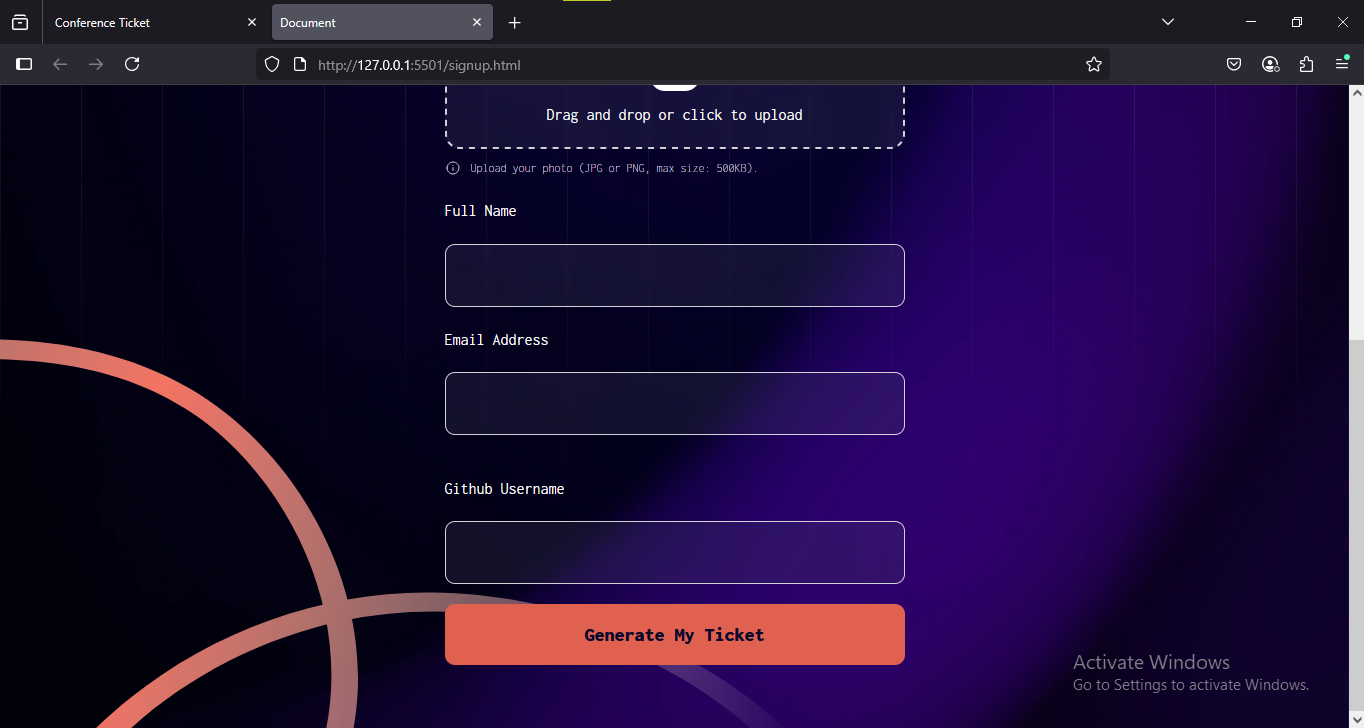 Conference Ticket
Document
http://127.0.0.1:5501/signup.html
Drag and drop or click to upload
Upload your photo (JPG or PNG, max size: 500KB).
Full Name
Email Address
Github Username
Generate My Ticket
Activate Windows
Go to Settings to activate Windows.